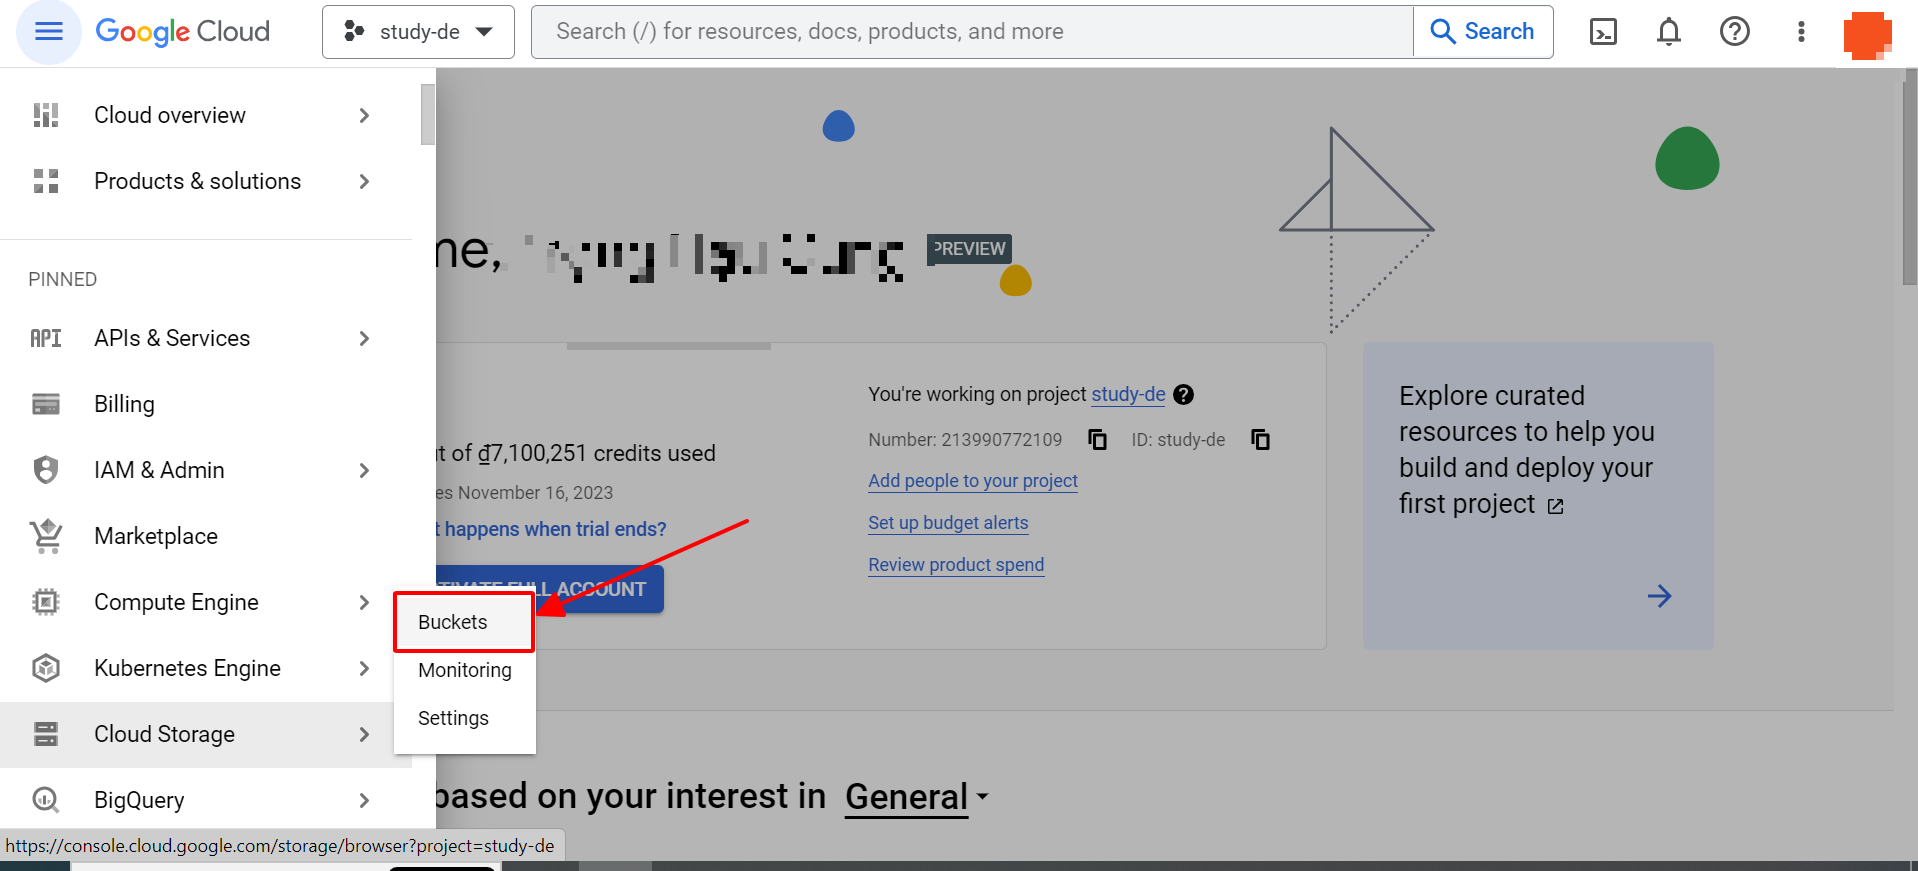 Google Cloud
study-de
Search (/) for resources, docs, products, and more
Search
Cloud overview
Products & solutions
PINNED
API APIs & Services
Billing
IAM & Admin
Marketplace
Compute Engine
Kubernetes Engine
Cloud Storage
BigQuery
Buckets
Monitoring
Settings
me,
PREVIEW
t of ₫7,100,251 credits used
es November 16, 2023
t happens when trial ends?
TIVATE FULL ACCOUNT
You're working on project study-de
Number: 213990772109
ID: study-de
Add people to your project
Set up budget alerts
Review product spend
Explore curated
resources to help you
build and deploy your
first project
based on your interest in General
https://console.cloud.google.com/storage/browser?project=study-de